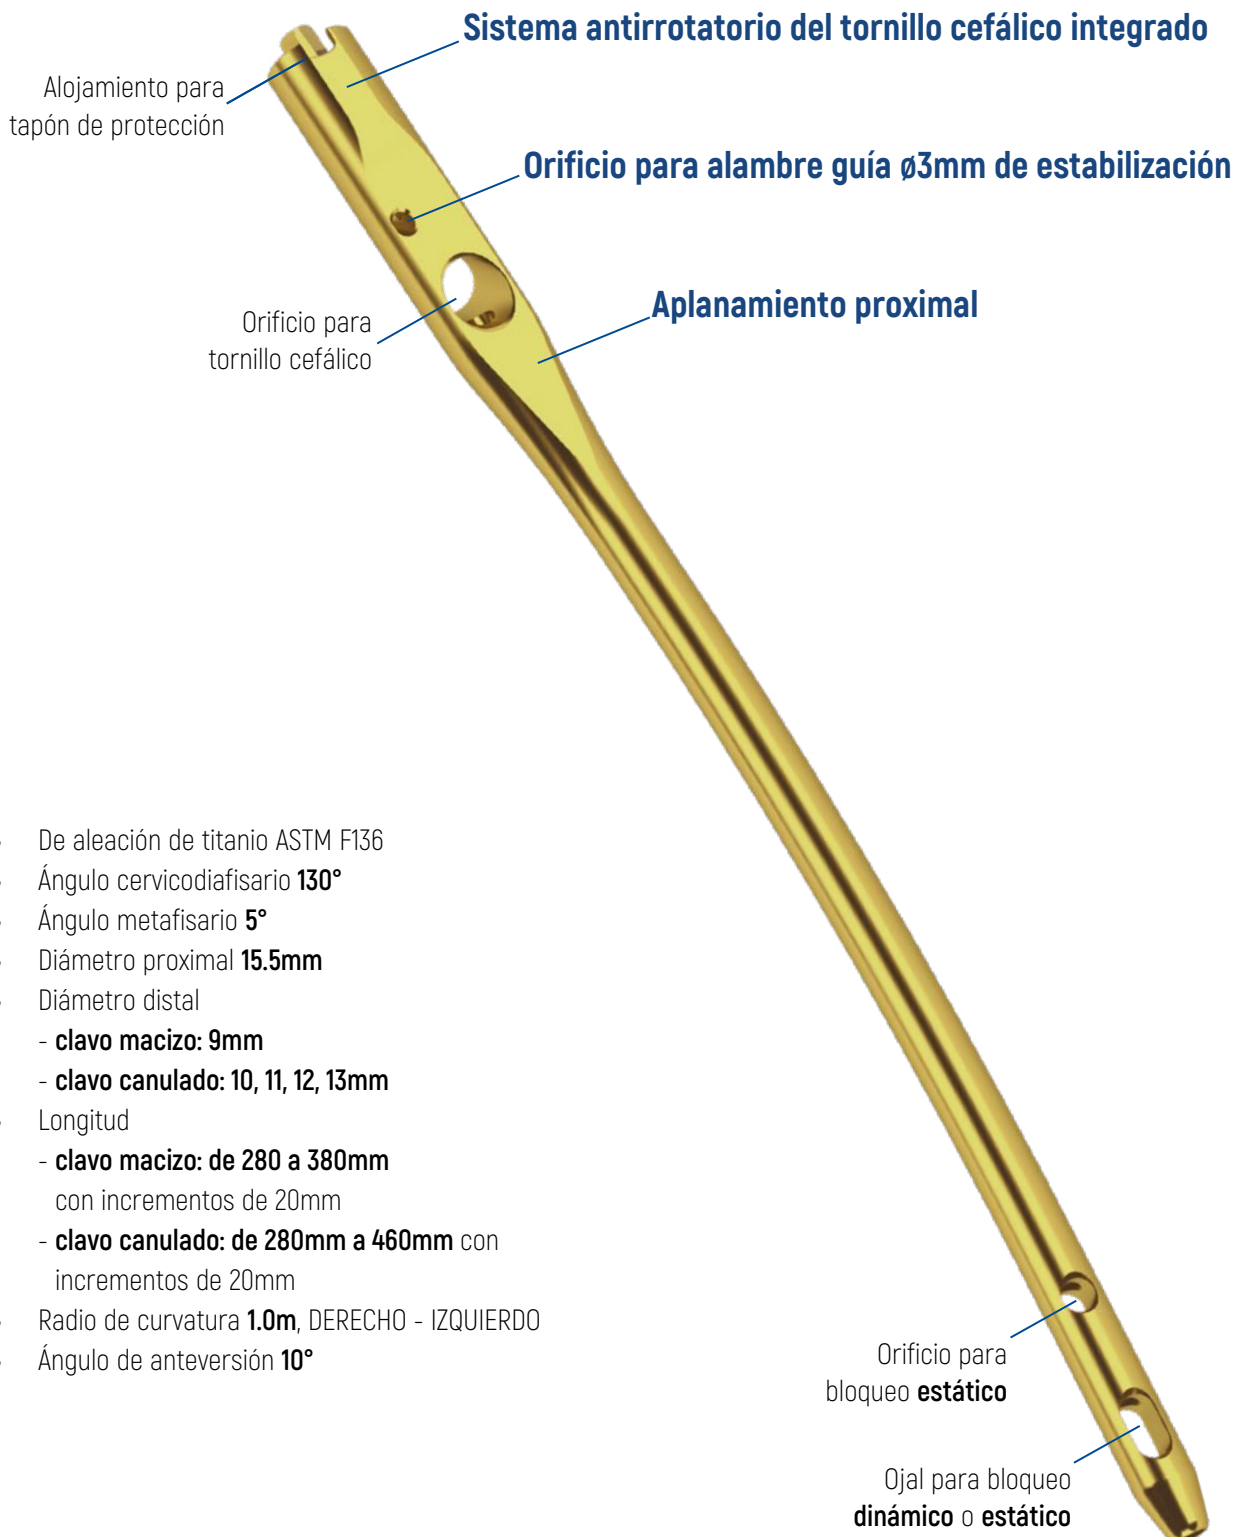 Sistema antirrotatorio del tornillo cefálico integrado
Alojamiento para
tapón de protección
Orificio para alambre guía ø3mm de estabilización
Aplanamiento proximal
Orificio para
tornillo cefálico
• De aleación de titanio ASTM F136
• Ángulo cervicodiafisario 130°
• Ángulo metafisario 5°
• Diámetro proximal 15.5mm
• Diámetro distal
- clavo macizo: 9mm
- clavo canulado: 10, 11, 12, 13mm
• Longitud
- clavo macizo: de 280 a 380mm
con incrementos de 20mm
- clavo canulado: de 280mm a 460mm con
incrementos de 20mm
• Radio de curvatura 1.0m, DERECHO - IZQUIERDO
• Ángulo de anteversión 10°
Orificio para
bloqueo estático
Ojal para bloqueo
dinámico o estático